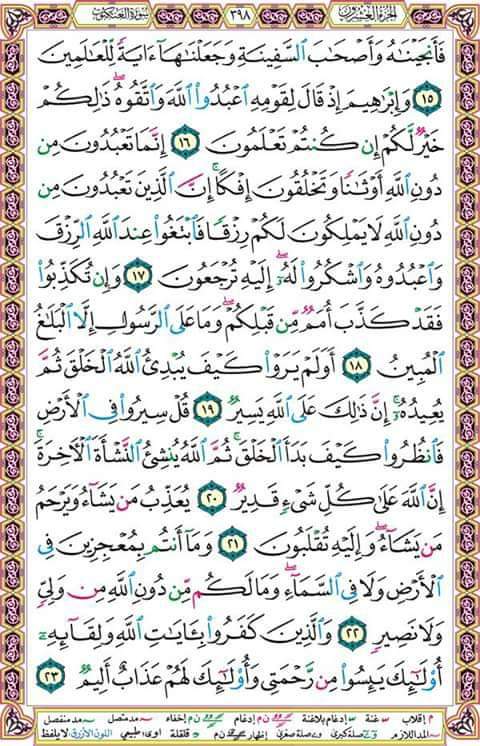 الجزء العشرون ٣٩٨ سورة العنكبوت
فَأَنجَيْنَٰهُ وَأَصْحَٰبَ ٱلسَّفِينَةِ وَجَعَلْنَٰهَآ ءَايَةً لِّلْعَٰلَمِينَ
١٥ وَإِبْرَٰهِيمَ إِذْ قَالَ لِقَوْمِهِ ٱعْبُدُوا۟ ٱللَّهَ وَٱتَّقُوهُ ۖ ذَٰلِكُمْ
خَيْرٌ لَّكُمْ إِن كُنتُمْ تَعْلَمُونَ ١٦ إِنَّمَا تَعْبُدُونَ مِن
دُونِ ٱللَّهِ أَوْثَٰنًا وَتَخْلُقُونَ إِفْكًا ۚ إِنَّ ٱلَّذِينَ تَعْبُدُونَ مِن
دُونِ ٱللَّهِ لَا يَمْلِكُونَ لَكُمْ رِزْقًا فَٱبْتَغُوا۟ عِندَ ٱللَّهِ ٱلرِّزْقَ
وَٱعْبُدُوهُ وَٱشْكُرُوا۟ لَهُۥٓ ۖ إِلَيْهِ تُرْجَعُونَ ١٧ وَإِن تُكَذِّبُوا۟
فَقَدْ كَذَّبَ أُمَمٌ مِّن قَبْلِكُمْ ۖ وَمَا عَلَى ٱلرَّسُولِ إِلَّا ٱلْبَلَٰغُ
ٱلْمُبِينُ ١٨ أَوَلَمْ يَرَوْا۟ كَيْفَ يُبْدِئُ ٱللَّهُ ٱلْخَلْقَ ثُمَّ
يُعِيدُهُۥٓ ۚ إِنَّ ذَٰلِكَ عَلَى ٱللَّهِ يَسِيرٌ ١٩ قُلْ سِيرُوا۟ فِى ٱلْأَرْضِ
فَٱنظُرُوا۟ كَيْفَ بَدَأَ ٱلْخَلْقَ ۚ ثُمَّ ٱللَّهُ يُنشِئُ ٱلنَّشْأَةَ ٱلْءَاخِرَةَ ۚ
إِنَّ ٱللَّهَ عَلَىٰ كُلِّ شَىْءٍ قَدِيرٌ ٢٠ يُعَذِّبُ مَن يَشَآءُ وَيَرْحَمُ
مَن يَشَآءُ ۖ وَإِلَيْهِ تُقْلَبُونَ ٢١ وَمَآ أَنتُم بِمُعْجِزِينَ فِى
ٱلْأَرْضِ وَلَا فِى ٱلسَّمَآءِ ۖ وَمَا لَكُم مِّن دُونِ ٱللَّهِ مِن وَلِىٍّ
وَلَا نَصِيرٍ ٢٢ وَٱلَّذِينَ كَفَرُوا۟ بِـَٔايَٰتِ ٱللَّهِ وَلِقَآئِهِۦٓ
أُو۟لَٰٓئِكَ يَئِسُوا۟ مِن رَّحْمَتِى وَأُو۟لَٰٓئِكَ لَهُمْ عَذَابٌ أَلِيمٌ ٢٣
م إقلاب غنة إدغام بلاغنة ن م إدغام ن م إخفاء مد متصل مد منفصل
المد اللازم صلة كبرى صلة صغرى إظهار قلقلة اوى: طبيعي اللون الأزرق لا يلفظ